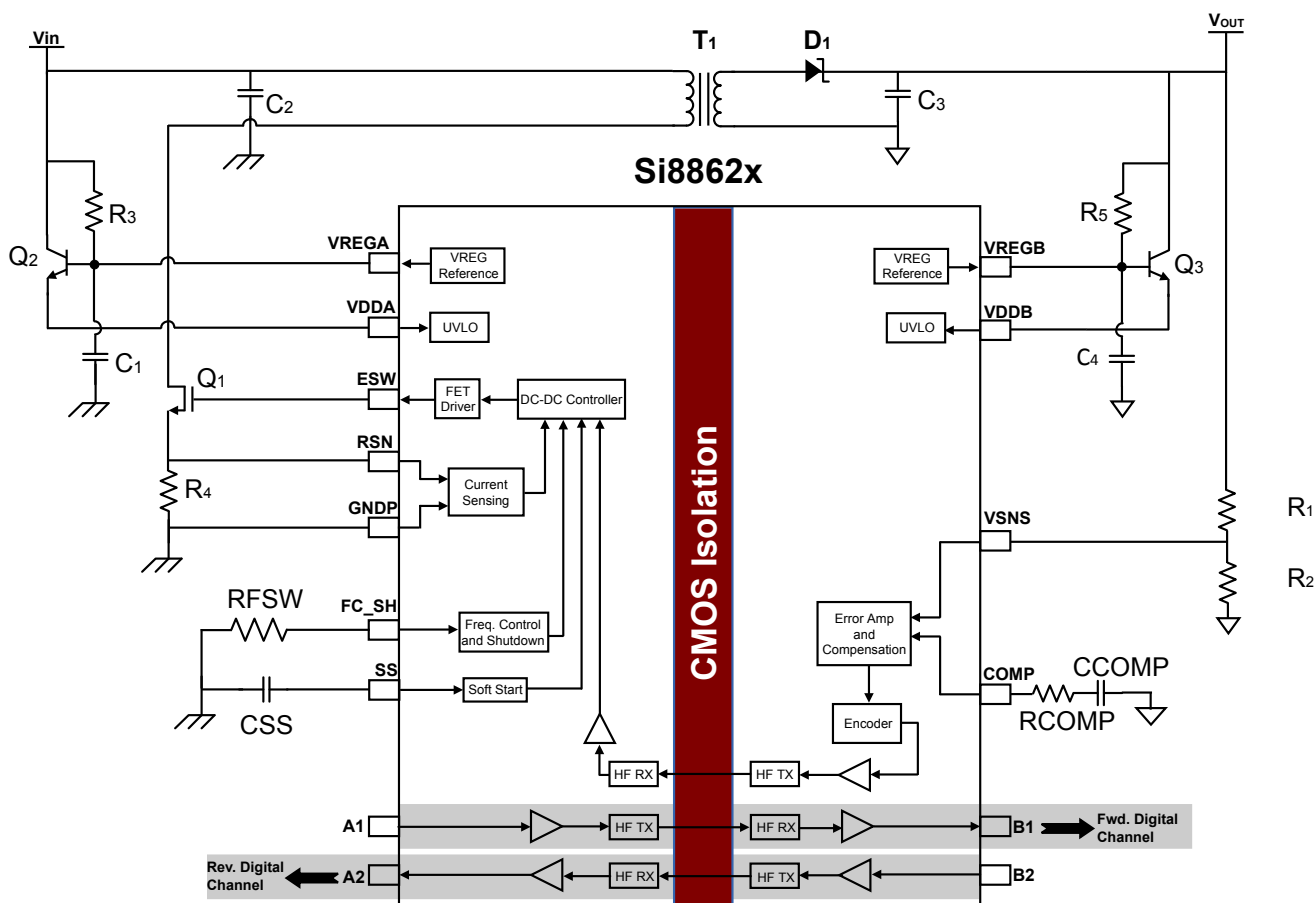 Vin
T1
D1
VOUT
C2
C3
Si8862x
R3
R5
Q2
VREGA
VREG
Reference
VREG
Reference
VREGB
Q3
VDDA
UVLO
UVLO
VDDB
C1
C4
Q1
ESW
FET
Driver
DC-DC Controller
RSN
R4
Current
Sensing
GNDP
CMOS Isolation
R1
VSNS
R2
RFSW
FC_SH
Freq. Control
and Shutdown
Error Amp
and
Compensation
SS
Soft Start
CSS
COMP
CCOMP
RCOMP
Encoder
HF RX
HF TX
A1
HF TX
HF RX
B1
Fwd. Digital
Channel
Rev. Digital
Channel
A2
HF RX
HF TX
B2